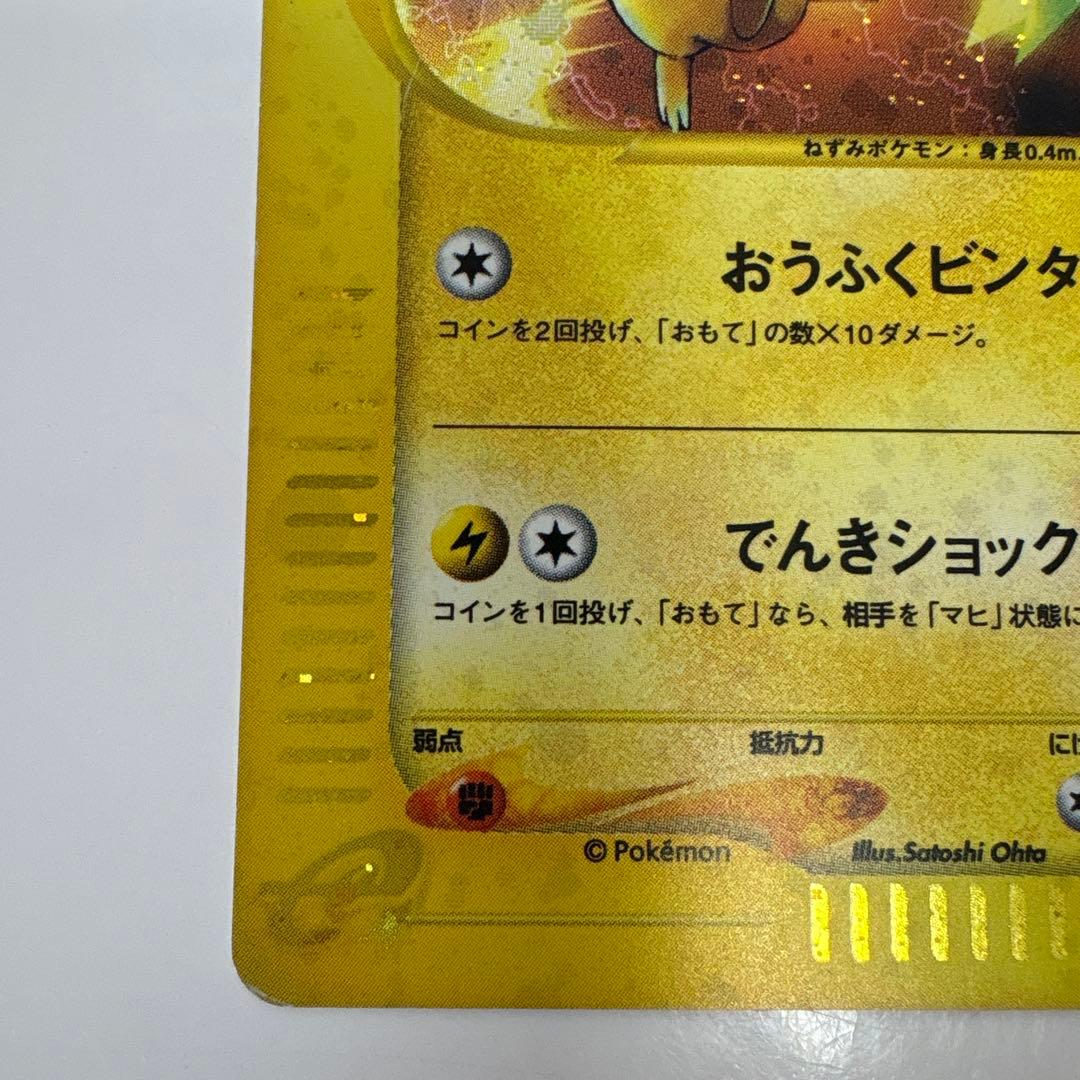 ねずみポケモン：身長0.4m
おうふくビンタ
コインを2回投げ、「おもて」の数×10ダメージ。
でんきショック
コインを1回投げ、「おもて」なら、相手を「マヒ」状態に
弱点 抵抗力 にげ
© Pokémon Illus.Satoshi Ohta